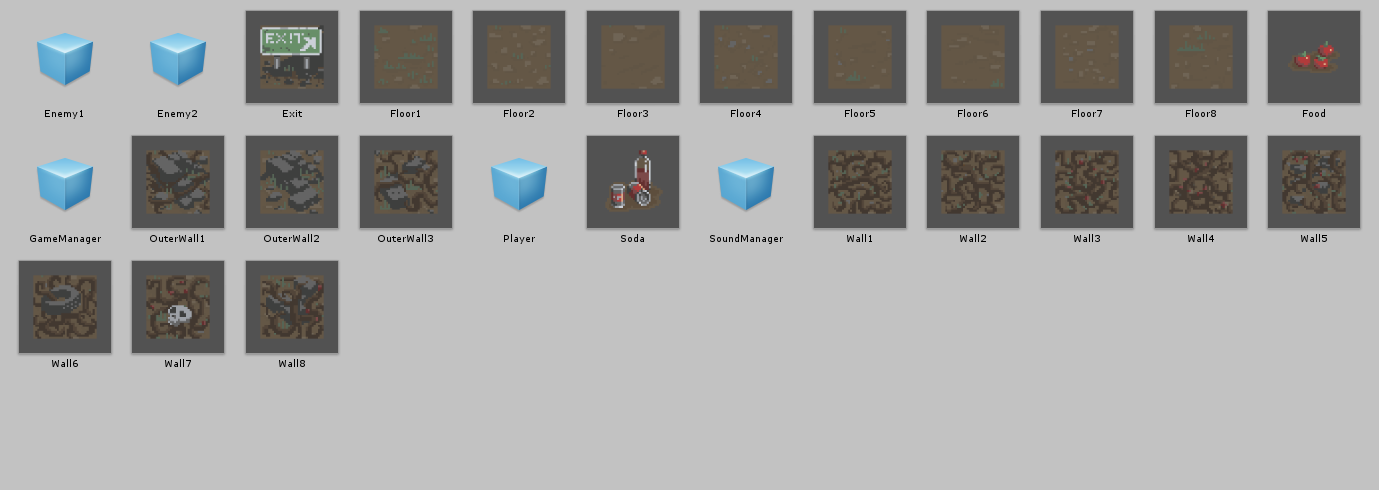 EXIT
Enemy1 Enemy2 Exit Floor1 Floor2 Floor3 Floor4 Floor5 Floor6 Floor7 Floor8 Food
GameManager OuterWall1 OuterWall2 OuterWall3 Player Soda SoundManager Wall1 Wall2 Wall3 Wall4 Wall5
Wall6 Wall7 Wall8